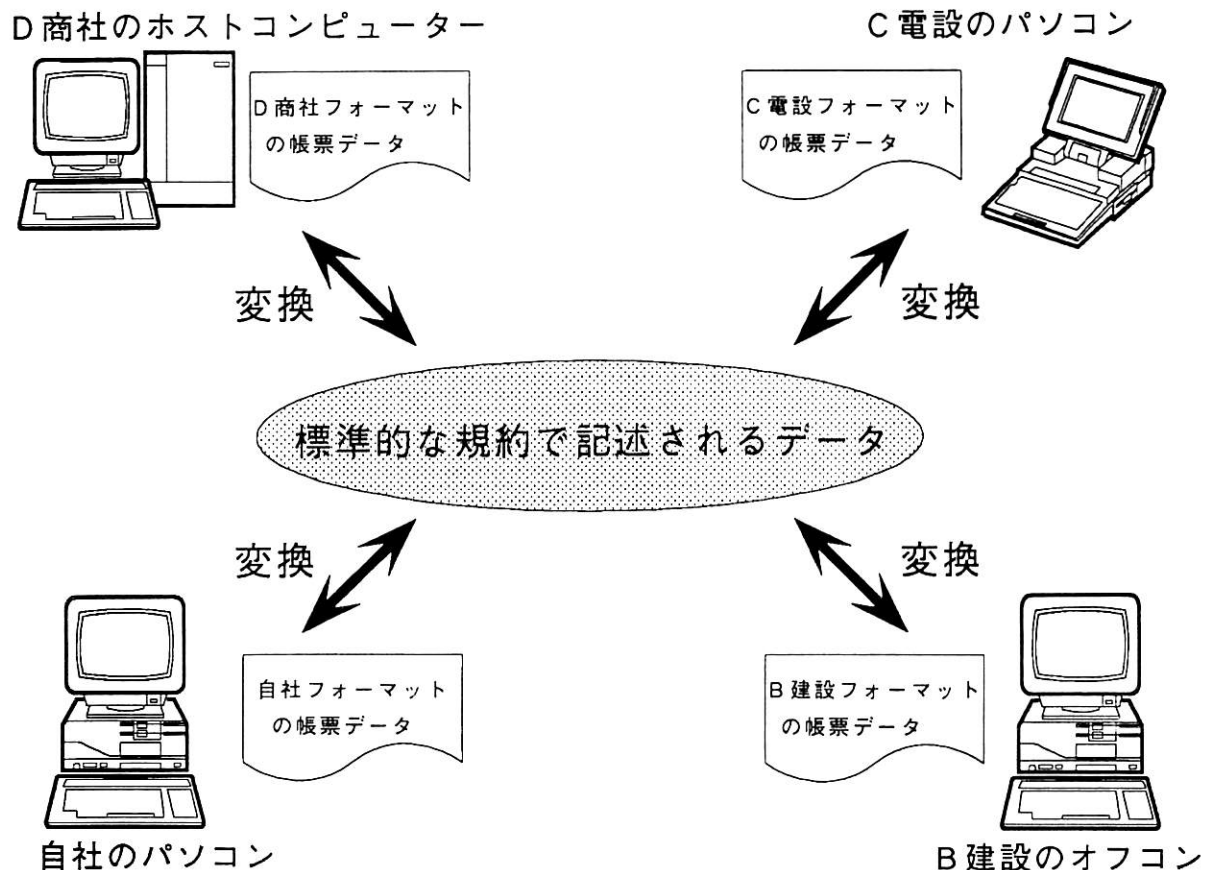 D商社のホストコンピューター
C電設のパソコン
D商社フォーマット
の帳票データ
C電設フォーマット
の帳票データ
変換
変換
標準的な規約で記述されるデータ
変換
変換
自社フォーマット
の帳票データ
B建設フォーマット
の帳票データ
自社のパソコン
B建設のオフコン